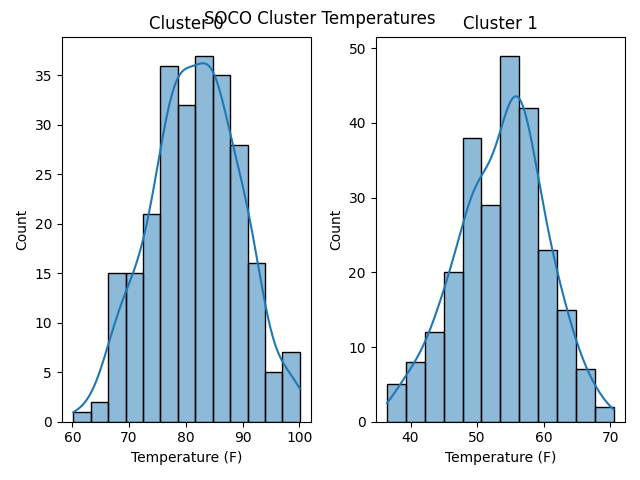 SOCO Cluster Temperatures
Cluster 0
Cluster 1
Count
35
30
25
20
15
10
5
0
60 70 80 90 100
Temperature (F)
Count
50
40
30
20
10
0
40 50 60 70
Temperature (F)